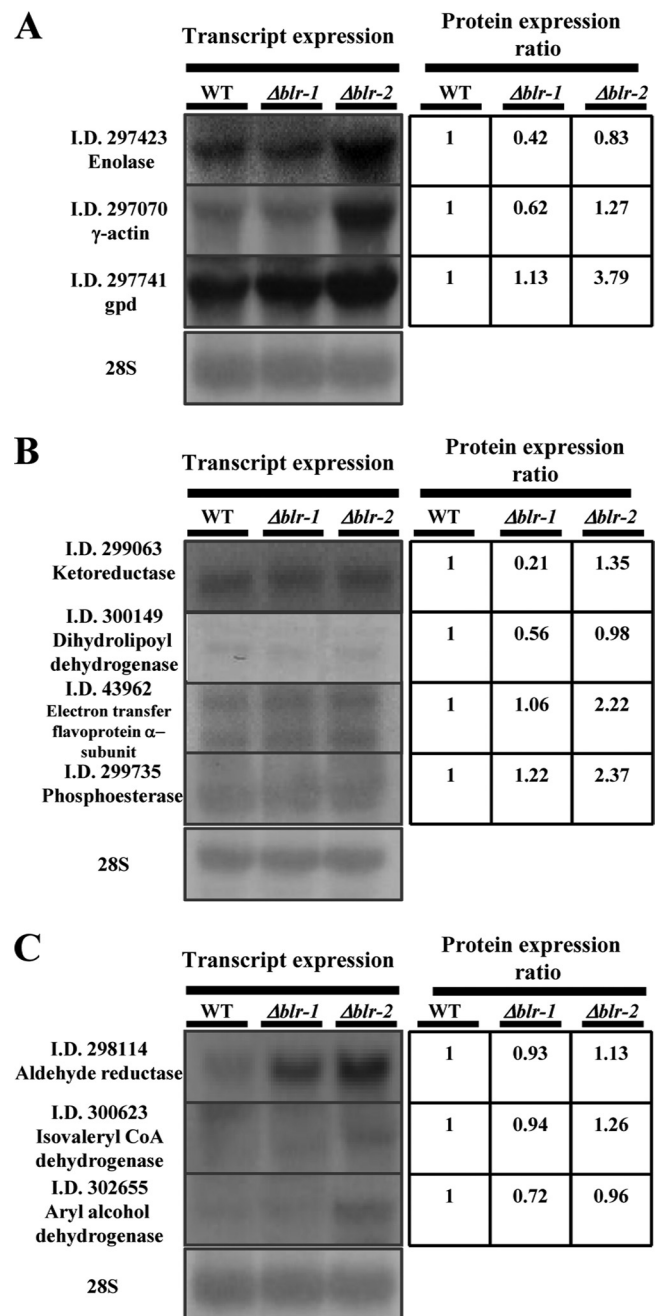 A
Transcript expression
Protein expression
ratio
WT Δblr-1 Δblr-2 WT Δblr-1 Δblr-2
I.D. 297423
Enolase
1 0.42 0.83
I.D. 297070
γ-actin
1 0.62 1.27
I.D. 297741
gpd
1 1.13 3.79
28S
B
Transcript expression
Protein expression
ratio
WT Δblr-1 Δblr-2 WT Δblr-1 Δblr-2
I.D. 299063
Ketoreductase
1 0.21 1.35
I.D. 300149
Dihydrolipoyl
dehydrogenase
1 0.56 0.98
I.D. 43962
Electron transfer
flavoprotein α–
subunit
1 1.06 2.22
I.D. 299735
Phosphoesterase
1 1.22 2.37
28S
C
Transcript expression
Protein expression
ratio
WT Δblr-1 Δblr-2 WT Δblr-1 Δblr-2
I.D. 298114
Aldehyde reductase
1 0.93 1.13
I.D. 300623
Isovaleryl CoA
dehydrogenase
1 0.94 1.26
I.D. 302655
Aryl alcohol
dehydrogenase
1 0.72 0.96
28S